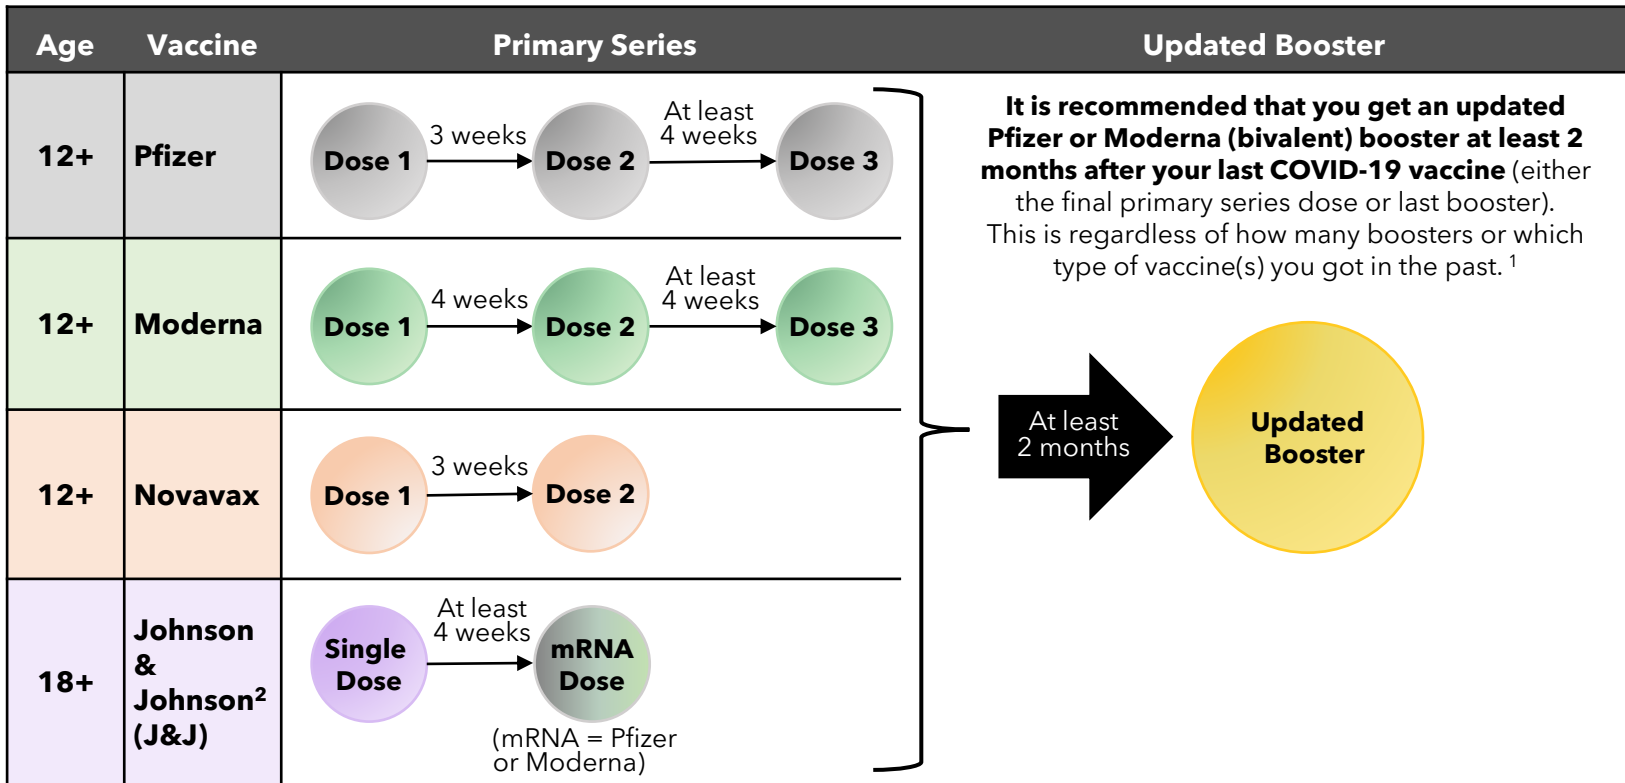 Age Vaccine Primary Series Updated Booster
12+ Pfizer
Dose 1
3 weeks
Dose 2
At least
4 weeks
Dose 3
12+ Moderna
Dose 1
4 weeks
Dose 2
At least
4 weeks
Dose 3
12+ Novavax
Dose 1
3 weeks
Dose 2
18+
Johnson
&
Johnson²
(J&J)
Single
Dose
At least
4 weeks
mRNA
Dose
(mRNA = Pfizer
or Moderna)
It is recommended that you get an updated
Pfizer or Moderna (bivalent) booster at least 2
months after your last COVID-19 vaccine (either
the final primary series dose or last booster).
This is regardless of how many boosters or which
type of vaccine(s) you got in the past. ¹
At least
2 months
Updated
Booster